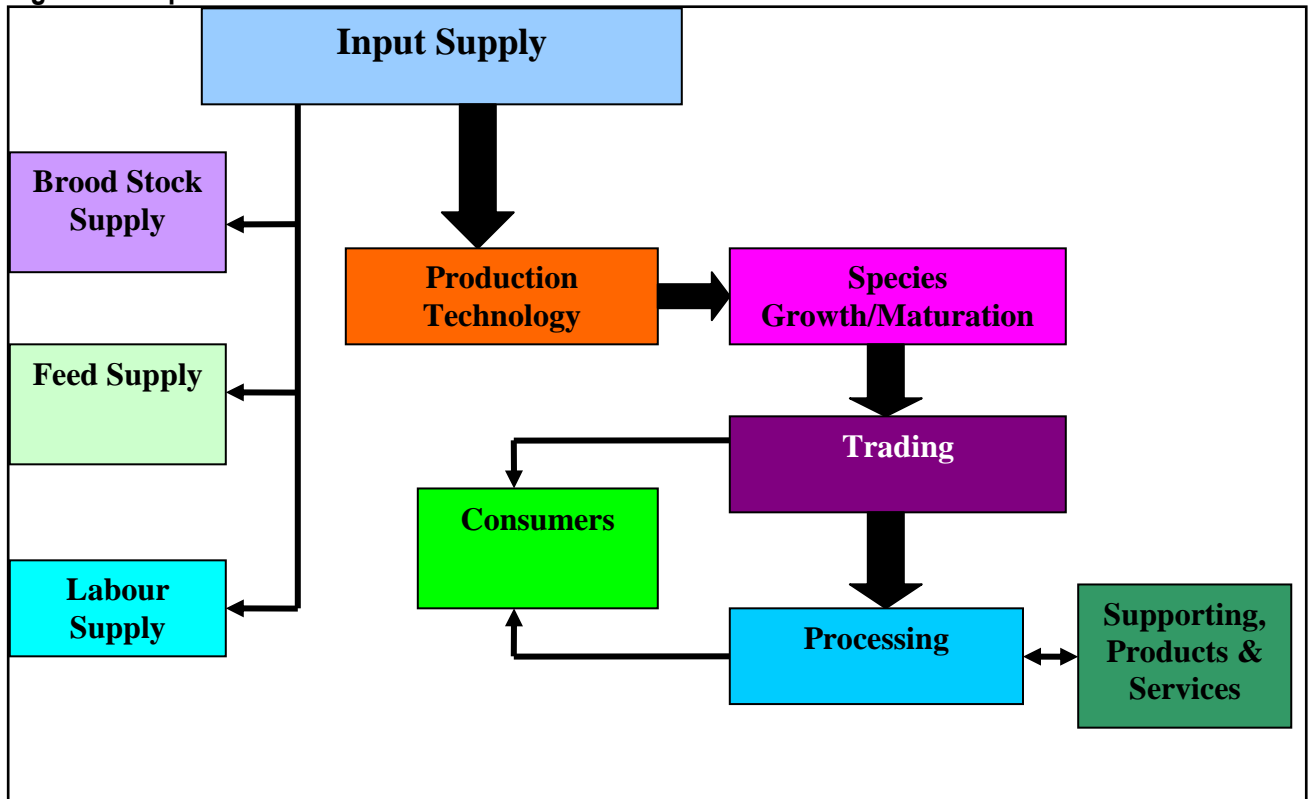 Input Supply
Brood Stock
Supply
Production
Technology
Species
Growth/Maturation
Feed Supply
Trading
Consumers
Labour
Supply
Processing
Supporting,
Products &
Services